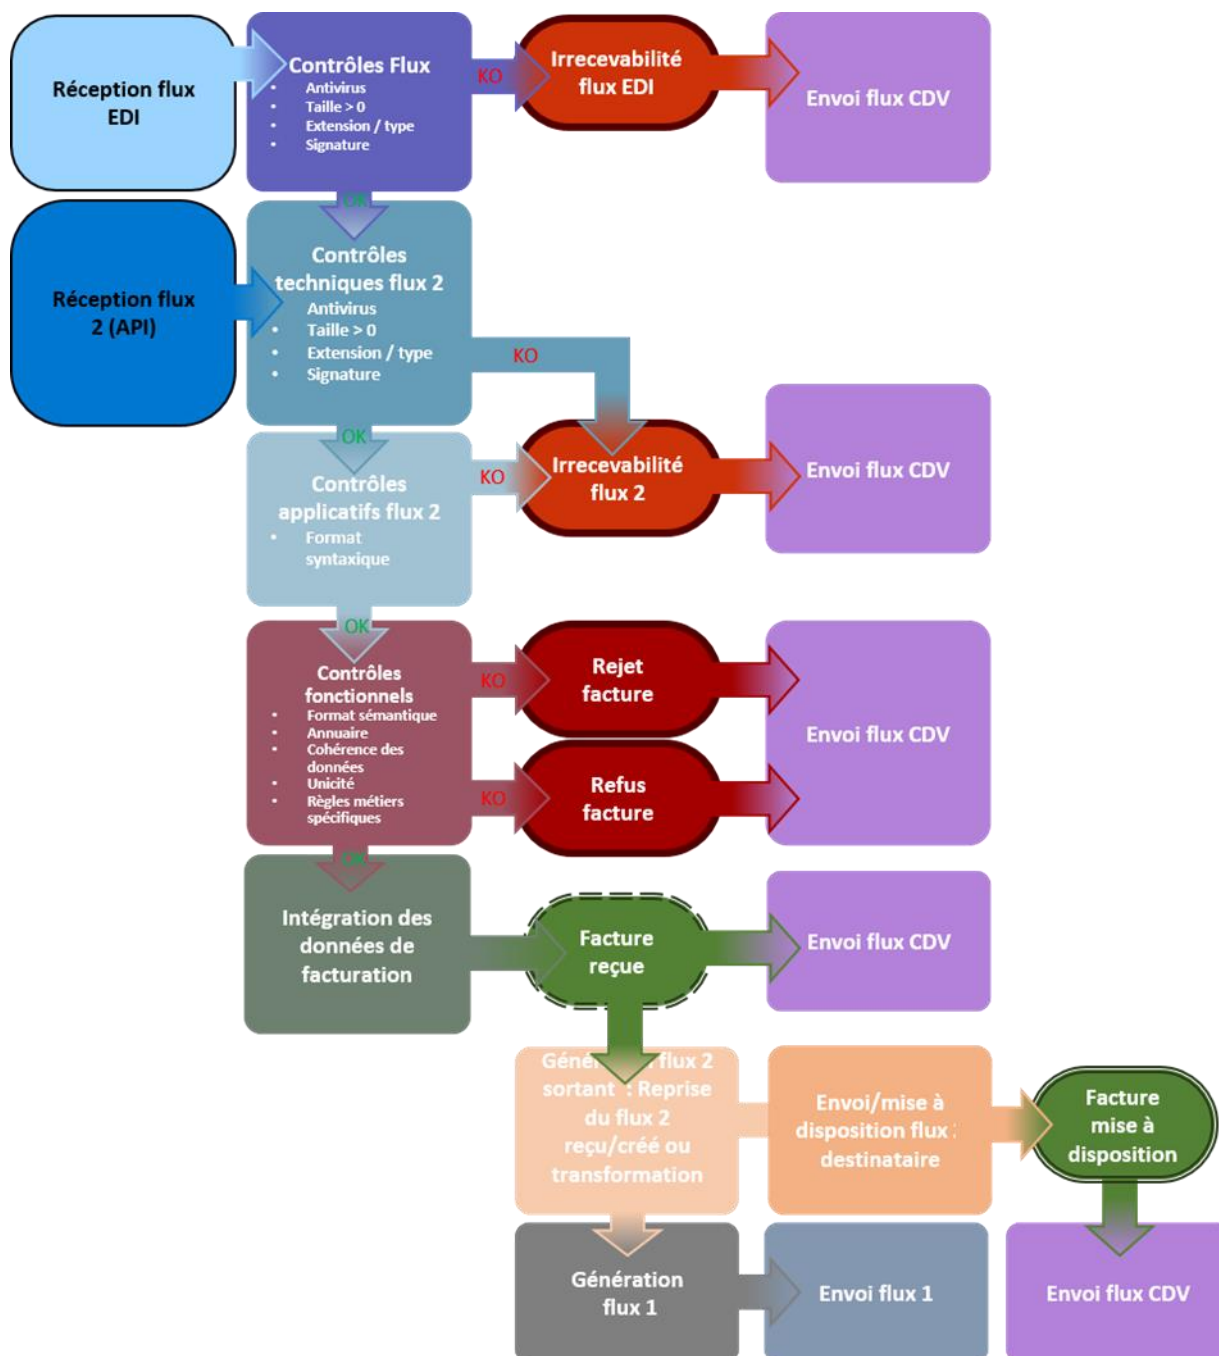 Réception flux
EDI
Contrôles Flux
• Antivirus
• Taille > 0
• Extension / type
• Signature
KO
Irrecevabilité
flux EDI
Envoi flux CDV
OK
Réception flux
2 (API)
Contrôles
techniques flux 2
Antivirus
• Taille > 0
• Extension / type
• Signature
KO
OK
Contrôles
applicatifs flux 2
• Format
syntaxique
KO
Irrecevabilité
flux 2
Envoi flux CDV
OK
Contrôles
fonctionnels
• Format sémantique
• Annuaire
• Cohérence des
données
• Unicité
• Règles métiers
spécifiques
KO
Rejet
facture
KO
Refus
facture
Envoi flux CDV
OK
Intégration des
données de
facturation
Facture
reçue
Envoi flux CDV
flux 2
sortant : Reprise
du flux 2
reçu/créé ou
transformation
Envoi/mise à
disposition flux
destinataire
Facture
mise à
disposition
Génération
flux 1
Envoi flux 1
Envoi flux CDV